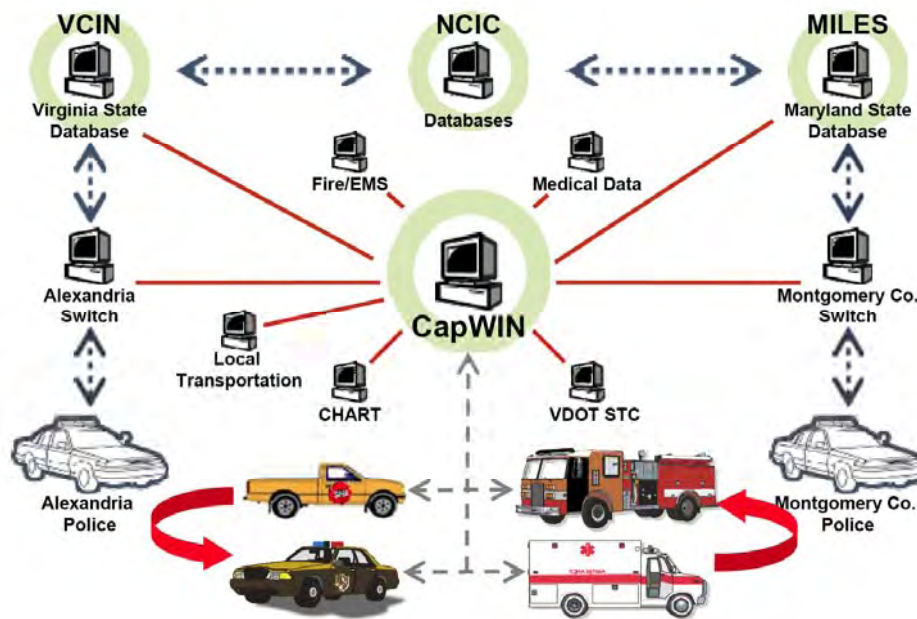 VCIN
NCIC
MILES
Virginia State
Database
Databases
Maryland State
Database
Fire/EMS
Medical Data
Alexandria
Switch
CapWIN
Montgomery Co.
Switch
Local
Transportation
CHART
VDOT STC
Alexandria
Police
Montgomery Co.
Police